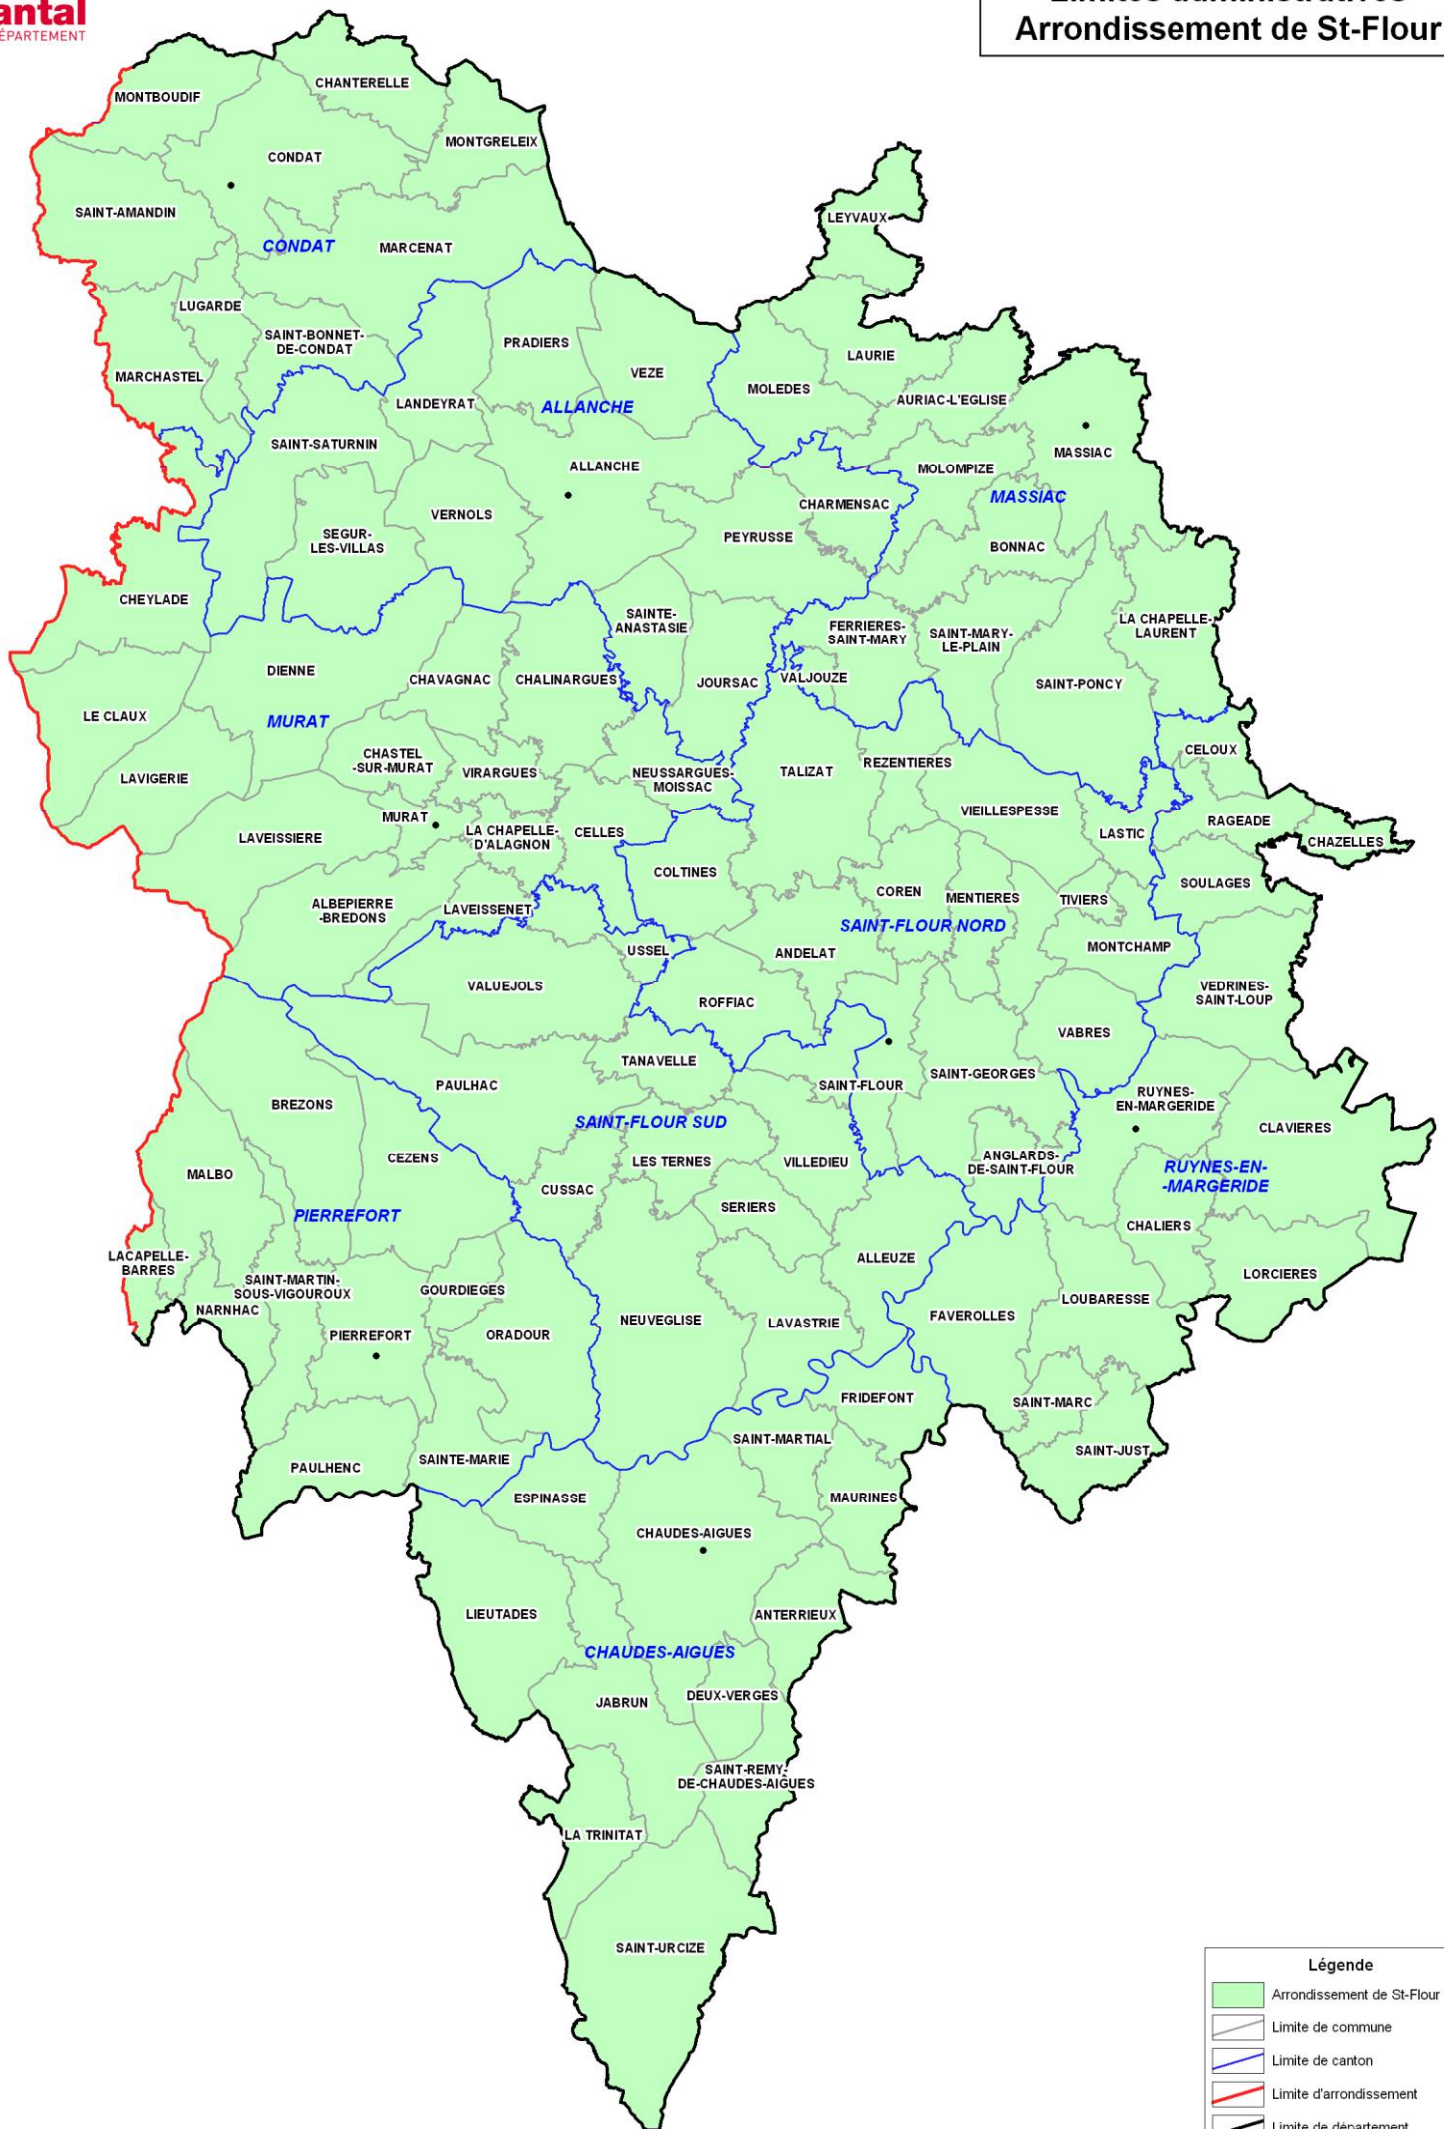 antal
ÉPARTEMENT
Arrondissement de St-Flour
MONTBOUDIF
CHANTERELLE
MONTGRELEIX
CONDAT
SAINT-AMANDIN
CONDAT
MARCENAT
LEYVAUX
LUGARDE
SAINT-BONNET-
DE-CONDAT
PRADIERS
VEZE
LAURIE
MARCHASTEL
MOLEDES
LANDEYRAT
ALLANCHE
AURIAC-L'EGLISE
SAINT-SATURNIN
MASSIAC
ALLANCHE
MOLOMPIZE
MASSIAC
CHARMENSAC
VERNOLS
SEGUR-
LES-VILLAS
PEYRUSSE
BONNAC
CHEYLADE
SAINTE-
ANASTASIE
FERRIERES-
SAINT-MARY
SAINT-MARY-
LE-PLAIN
LA CHAPELLE-
LAURENT
DIENNE
CHAVAGNAC
CHALINARGUES
JOURSAC
VALJOUZE
SAINT-PONCY
LE CLAUX
MURAT
CELOUX
LAVIGERIE
CHASTEL
-SUR-MURAT
VIRARGUES
NEUSSARGUES-
MOISSAC
TALIZAT
REZENTIERES
VIEILLESPESSE
MURAT
LAVEISSIERE
LA CHAPELLE-
D'ALAGNON
CELLES
LASTIC
RAGEADE
CHAZELLES
COLTINES
SOULAGES
ALBEPIERRE
-BREDONS
LAVEISSENET
COREN
MENTIERES
TIVIERS
SAINT-FLOUR NORD
USSEL
ANDELAT
MONTCHAMP
VALUEJOLS
ROFFIAC
VEDRINES-
SAINT-LOUP
VABRES
TANAVELLE
PAULHAC
SAINT-FLOUR
SAINT-GEORGES
BREZONS
RUYNES-
EN-MARGERIDE
SAINT-FLOUR SUD
CLAVIERES
CEZENS
MALBO
LES TERNES
VILLEDIEU
ANGLARDS-
DE-SAINT-FLOUR
RUYNES-EN-
-MARGERIDE
CUSSAC
SERIERS
PIERREFORT
CHALIERS
LACAPELLE-
BARRES
ALLEUZE
SAINT-MARTIN-
SOUS-VIGOUROUX
GOURDIEGES
LORCIERES
NARNHAC
LOUBARESSE
NEUVEGLISE
LAVASTRIE
FAVEROLLES
PIERREFORT
ORADOUR
FRIDEFONT
SAINT-MARC
SAINT-MARTIAL
SAINT-JUST
PAULHENC
SAINTE-MARIE
ESPINASSE
MAURINES
CHAUDES-AIGUES
LIEUTADES
ANTERRIEUX
CHAUDES-AIGUES
JABRUN
DEUX-VERGES
SAINT-REMY-
DE-CHAUDES-AIGUES
LA TRINITAT
SAINT-URCIZE
Légende
Arrondissement de St-Flour
Limite de commune
Limite de canton
Limite d'arrondissement
Limite de département